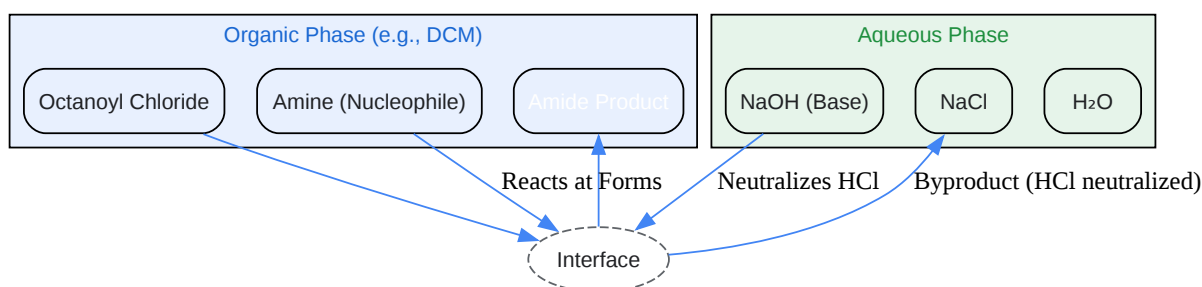 Organic Phase (e.g., DCM)
Aqueous Phase
Octanoyl Chloride
Amine (Nucleophile)
Amide Product
NaOH (Base)
NaCl
H₂O
Reacts at
Forms
Neutralizes HCl
Byproduct (HCl neutralized)
Interface